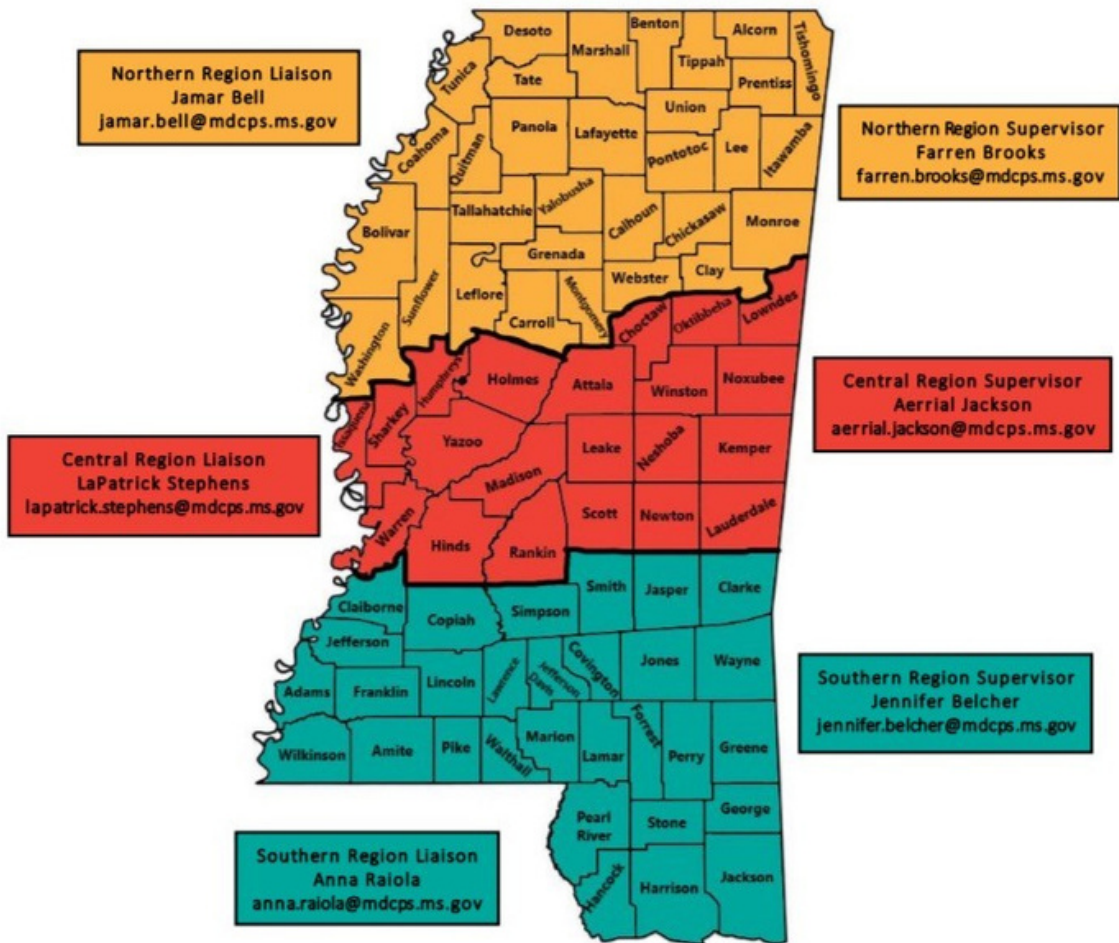 Northern Region Liaison
Jamar Bell
jamar.bell@mdcps.ms.gov
Northern Region Supervisor
Farren Brooks
farren.brooks@mdcps.ms.gov
Desoto
Marshall
Benton
Tippah
Alcorn
Tishomingo
Prentiss
Tunica
Tate
Union
Panola
Lafayette
Pontotoc
Lee
Itawamba
Coahoma
Quitman
Tallahatchie
Yalobusha
Calhoun
Chickasaw
Monroe
Bolivar
Grenada
Sunflower
Leflore
Carroll
Montgomery
Webster
Clay
Washington
Central Region Supervisor
Aerrial Jackson
aerrial.jackson@mdcps.ms.gov
Central Region Liaison
LaPatrick Stephens
lapatrick.stephens@mdcps.ms.gov
Choctaw
Oktibbeha
Lowndes
Humphreys
Holmes
Attala
Winston
Noxubee
Issaquena
Sharkey
Yazoo
Madison
Leake
Neshoba
Kemper
Warren
Hinds
Rankin
Scott
Newton
Lauderdale
Southern Region Supervisor
Jennifer Belcher
jennifer.belcher@mdcps.ms.gov
Claiborne
Copiah
Simpson
Smith
Jasper
Clarke
Jefferson
Adams
Franklin
Lincoln
Lawrence
Jefferson
Davis
Covington
Jones
Wayne
Wilkinson
Amite
Pike
Walthall
Marion
Lamar
Forrest
Perry
Greene
Pearl
River
Stone
George
Hancock
Harrison
Jackson
Southern Region Liaison
Anna Raiola
anna.raiola@mdcps.ms.gov